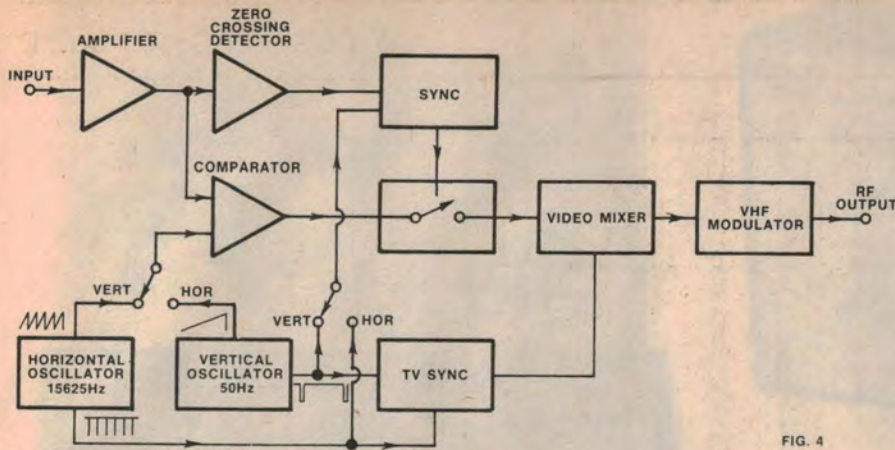 ZERO
CROSSING
DETECTOR
AMPLIFIER
INPUT
SYNC
COMPARATOR
VIDEO MIXER
VHF
MODULATOR
RF
OUTPUT
VERT
HOR
VERT
HOR
HORIZONTAL
OSCILLATOR
15625Hz
VERTICAL
OSCILLATOR
50Hz
TV SYNC
FIG. 4